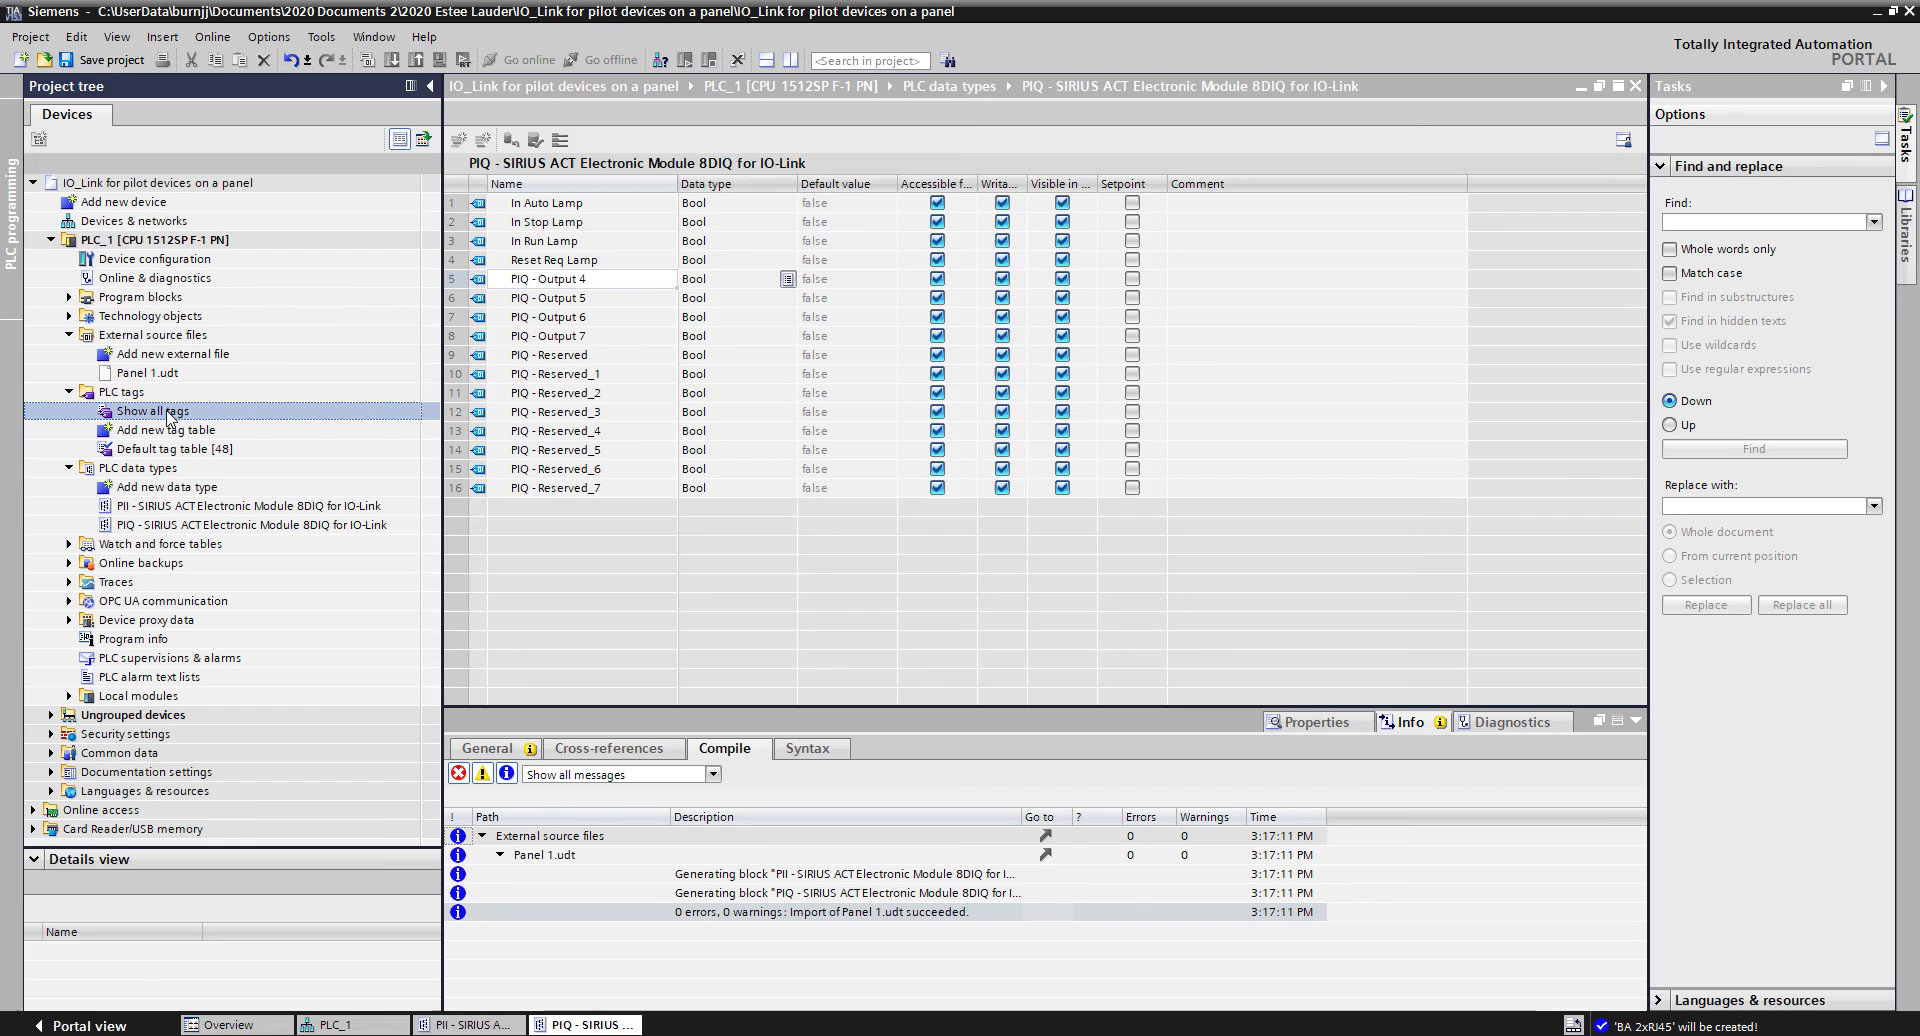 Siemens - C:\UserData\burnjj\Documents\2020 Documents 2\2020 Estee Lauder\IO_Link for pilot devices on a panel\IO_Link for pilot devices on a panel
Project Edit View Insert Online Options Tools Window Help
Totally Integrated Automation
PORTAL
Save project Go online Go offline <Search in project>
Project tree
IO_Link for pilot devices on a panel PLC_1 [CPU 1512SP F-1 PN] PLC data types PIQ - SIRIUS ACT Electronic Module 8DIQ for IO-Link
Tasks
Devices
Options
PLC programming
IO_Link for pilot devices on a panel
Add new device
Devices & networks
PLC_1 [CPU 1512SP F-1 PN]
Device configuration
Online & diagnostics
Program blocks
Technology objects
External source files
Add new external file
Panel 1.udt
PLC tags
Show all tags
Add new tag table
Default tag table [48]
PLC data types
Add new data type
PII - SIRIUS ACT Electronic Module 8DIQ for IO-Link
PIQ - SIRIUS ACT Electronic Module 8DIQ for IO-Link
Watch and force tables
Online backups
Traces
OPC UA communication
Device proxy data
Program info
PLC supervisions & alarms
PLC alarm text lists
Local modules
Ungrouped devices
Security settings
Common data
Documentation settings
Languages & resources
Online access
Card Reader/USB memory
Details view
Name
PIQ - SIRIUS ACT Electronic Module 8DIQ for IO-Link
Name Data type Default value Accessible f... Writa... Visible in ... Setpoint Comment
1 In Auto Lamp Bool false
2 In Stop Lamp Bool false
3 In Run Lamp Bool false
4 Reset Req Lamp Bool false
5 PIQ - Output 4 Bool false
6 PIQ - Output 5 Bool false
7 PIQ - Output 6 Bool false
8 PIQ - Output 7 Bool false
9 PIQ - Reserved Bool false
10 PIQ - Reserved_1 Bool false
11 PIQ - Reserved_2 Bool false
12 PIQ - Reserved_3 Bool false
13 PIQ - Reserved_4 Bool false
14 PIQ - Reserved_5 Bool false
15 PIQ - Reserved_6 Bool false
16 PIQ - Reserved_7 Bool false
Properties Info Diagnostics
General Cross-references Compile Syntax
Show all messages
! Path Description Go to ? Errors Warnings Time
External source files 0 0 3:17:11 PM
Panel 1.udt 0 0 3:17:11 PM
Generating block "PII - SIRIUS ACT Electronic Module 8DIQ for I... 3:17:11 PM
Generating block "PIQ - SIRIUS ACT Electronic Module 8DIQ for I... 3:17:11 PM
0 errors, 0 warnings: Import of Panel 1.udt succeeded. 3:17:11 PM
Find and replace
Find:
Whole words only
Match case
Find in substructures
Find in hidden texts
Use wildcards
Use regular expressions
Down
Up
Find
Replace with:
Whole document
From current position
Selection
Replace Replace all
Languages & resources
Tasks
Libraries
Portal view Overview PLC_1 PII - SIRIUS A... PIQ - SIRIUS ... 'BA 2xRJ45' will be created!